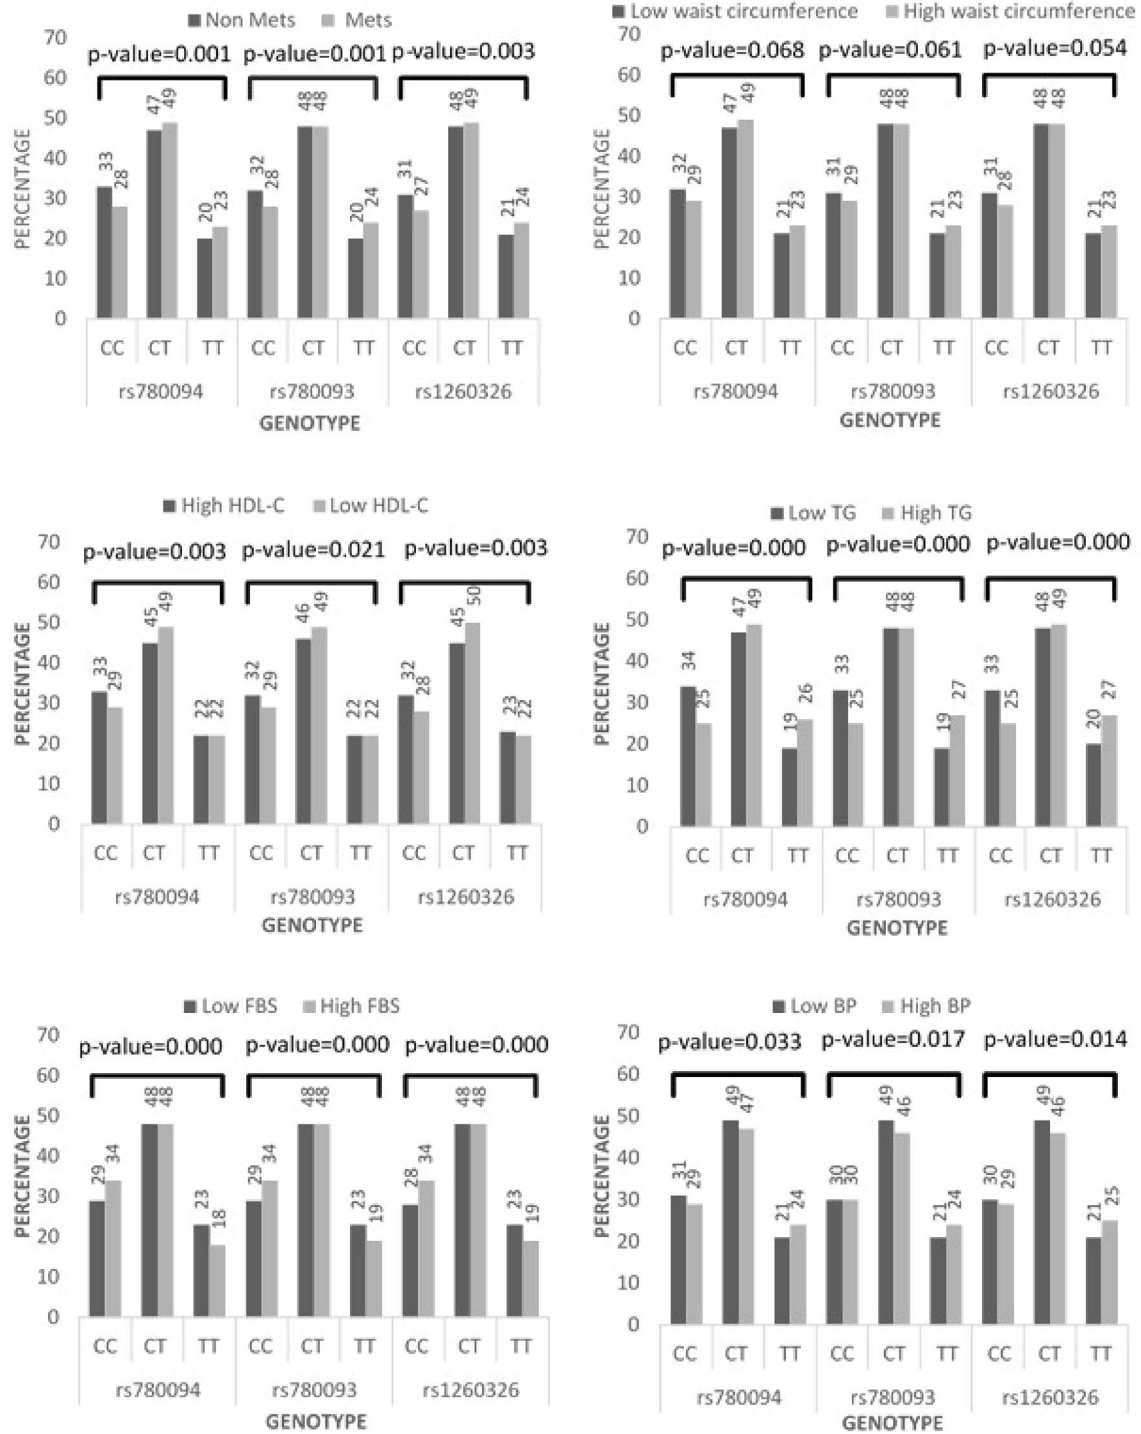 Non Mets Mets
p-value=0.001 p-value=0.001 p-value=0.003
PERCENTAGE
70
60
50
40
30
20
10
0
33 28 47 49 20 23 32 28 48 48 20 24 31 27 48 49 21 24
CC CT TT CC CT TT CC CT TT
rs780094 rs780093 rs1260326
GENOTYPE
Low waist circumference High waist circumference
p-value=0.068 p-value=0.061 p-value=0.054
PERCENTAGE
70
60
50
40
30
20
10
0
32 29 47 49 21 23 31 29 48 48 21 23 31 28 48 48 21 23
CC CT TT CC CT TT CC CT TT
rs780094 rs780093 rs1260326
GENOTYPE
High HDL-C Low HDL-C
p-value=0.003 p-value=0.021 p-value=0.003
PERCENTAGE
70
60
50
40
30
20
10
0
33 29 45 49 22 22 32 29 46 49 22 22 32 28 45 50 23 22
CC CT TT CC CT TT CC CT TT
rs780094 rs780093 rs1260326
GENOTYPE
Low TG High TG
p-value=0.000 p-value=0.000 p-value=0.000
PERCENTAGE
70
60
50
40
30
20
10
0
34 25 47 49 19 26 33 25 48 48 19 27 33 25 48 49 20 27
CC CT TT CC CT TT CC CT TT
rs780094 rs780093 rs1260326
GENOTYPE
Low FBS High FBS
p-value=0.000 p-value=0.000 p-value=0.000
PERCENTAGE
70
60
50
40
30
20
10
0
29 34 48 48 23 18 29 34 48 48 23 19 28 34 48 48 23 19
CC CT TT CC CT TT CC CT TT
rs780094 rs780093 rs1260326
GENOTYPE
Low BP High BP
p-value=0.033 p-value=0.017 p-value=0.014
PERCENTAGE
70
60
50
40
30
20
10
0
31 29 49 47 21 24 30 30 49 46 21 24 30 29 49 46 21 25
CC CT TT CC CT TT CC CT TT
rs780094 rs780093 rs1260326
GENOTYPE